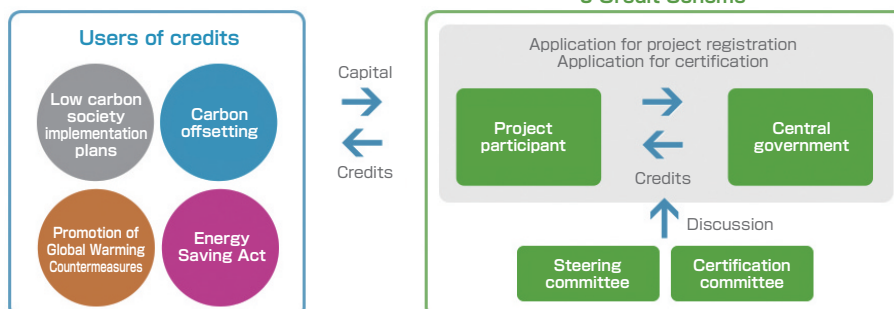 Users of credits
Low carbon
society
implementation
plans
Carbon
offsetting
Promotion of
Global Warming
Countermeasures
Energy
Saving Act
Capital
Credits
Application for project registration
Application for certification
Project
participant
Central
government
Credits
Discussion
Steering
committee
Certification
committee